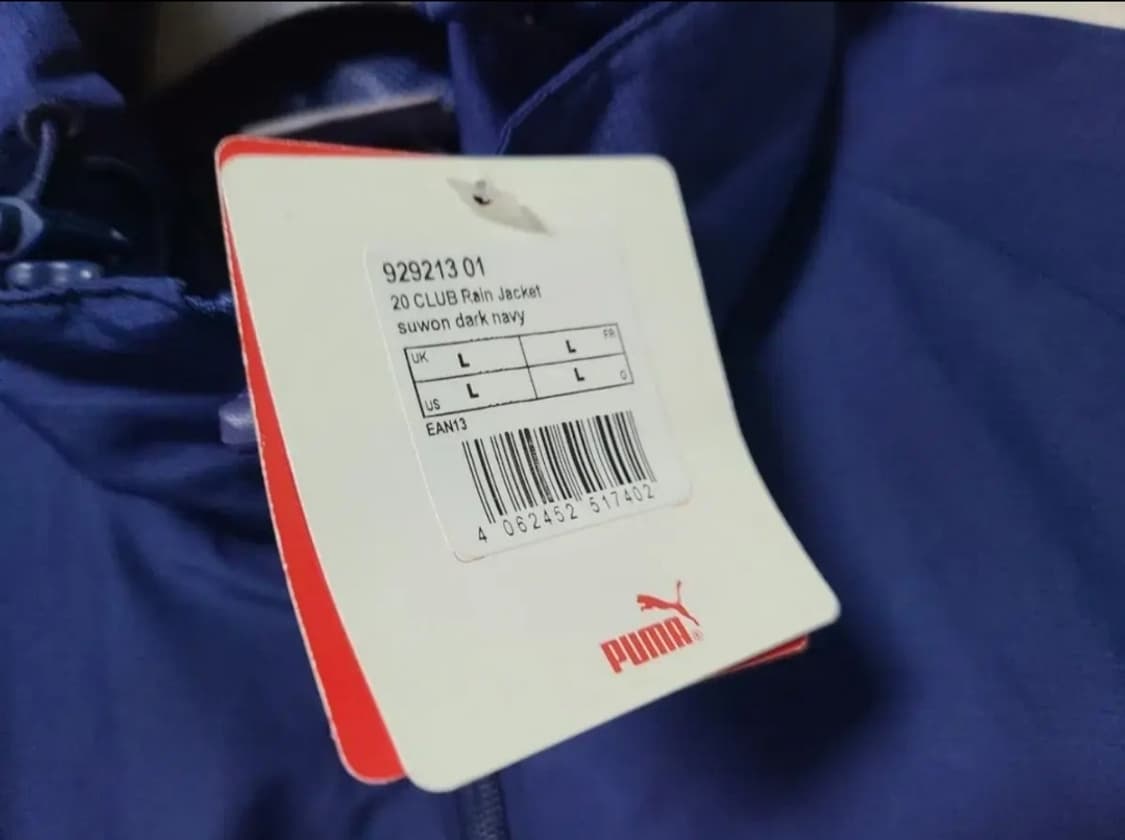 929213 01
20 CLUB Rain Jacket
suwon dark navy
UK L L FR
US L L G
EAN13
4 062452 517402
PUMA®